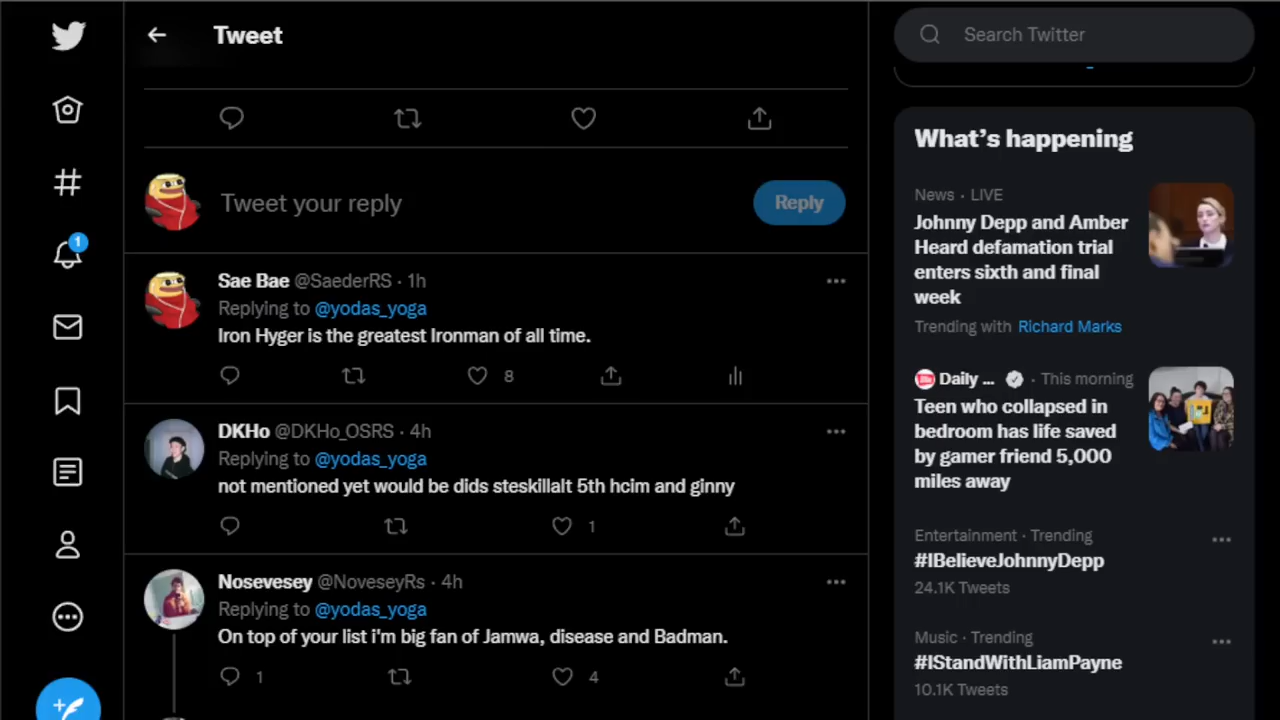 Tweet
Tweet your reply
Reply
Sae Bae @SaederRS · 1h
Replying to @yodas_yoga
Iron Hyger is the greatest Ironman of all time.
8
DKHo @DKHo_OSRS · 4h
Replying to @yodas_yoga
not mentioned yet would be dids steskillalt 5th hcim and ginny
1
Nosevesey @NoveseyRs · 4h
Replying to @yodas_yoga
On top of your list i'm big fan of Jamwa, disease and Badman.
1 4
1
Search Twitter
What's happening
News · LIVE
Johnny Depp and Amber
Heard defamation trial
enters sixth and final
week
Trending with Richard Marks
Daily ... · This morning
Teen who collapsed in
bedroom has life saved
by gamer friend 5,000
miles away
Entertainment · Trending
#IBelieveJohnnyDepp
24.1K Tweets
Music · Trending
#IStandWithLiamPayne
10.1K Tweets